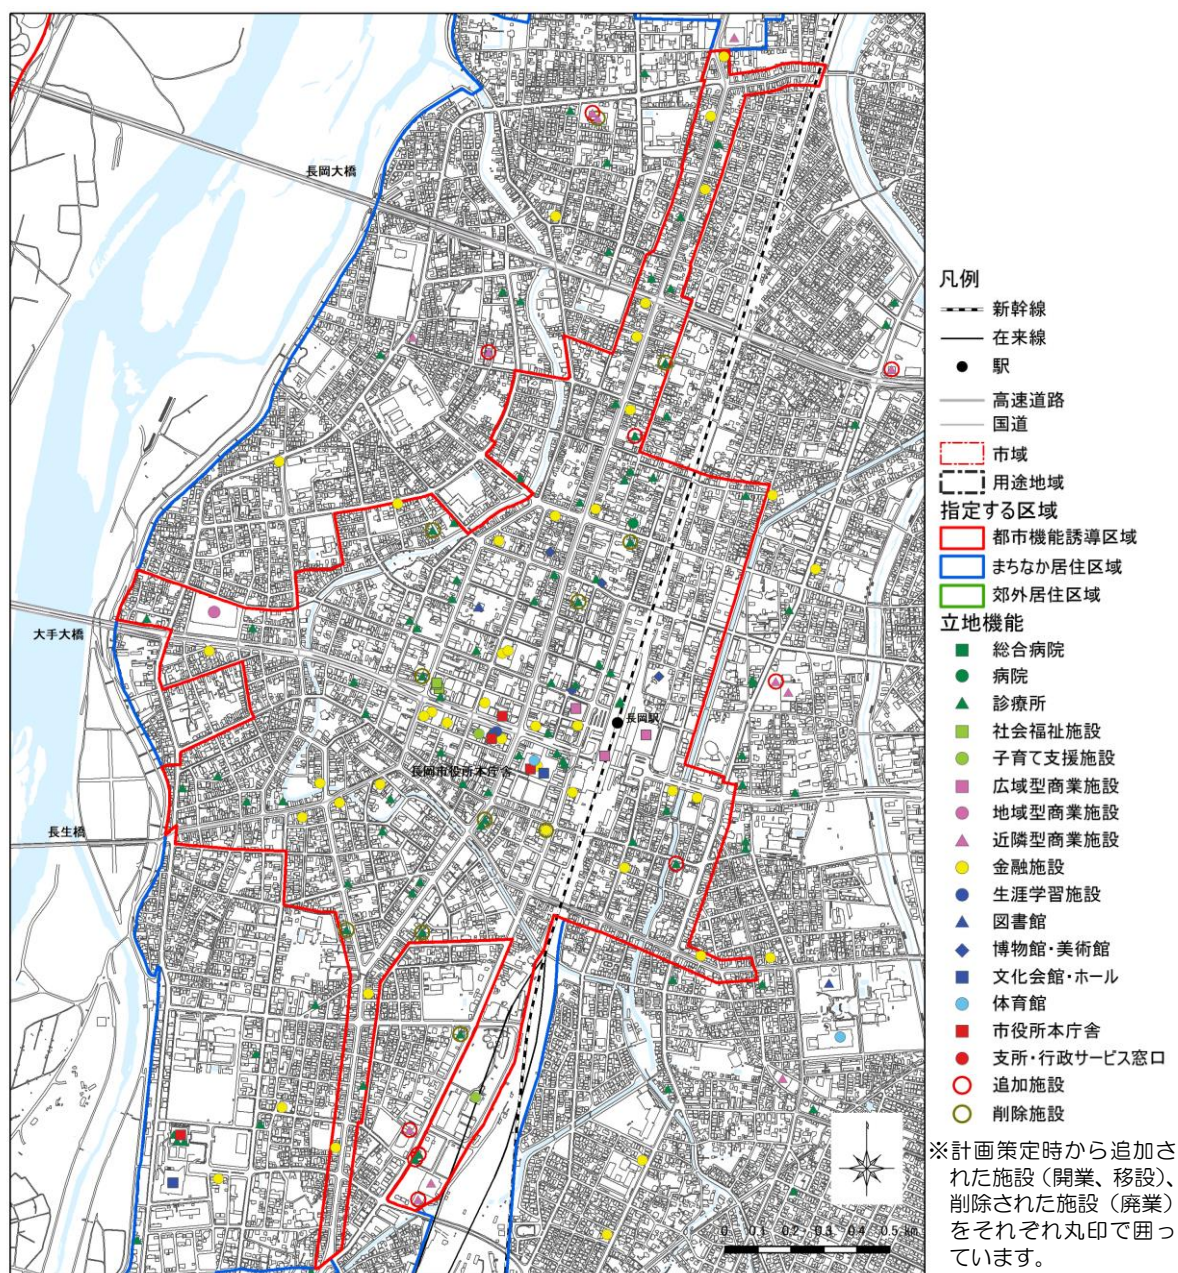 長岡大橋
大手大橋
長岡駅
長岡市役所本庁舎
長生橋
0 0.1 0.2 0.3 0.4 0.5 km
凡例
新幹線
在来線
駅
高速道路
国道
市域
用途地域
指定する区域
都市機能誘導区域
まちなか居住区域
郊外居住区域
立地機能
総合病院
病院
診療所
社会福祉施設
子育て支援施設
広域型商業施設
地域型商業施設
近隣型商業施設
金融施設
生涯学習施設
図書館
博物館・美術館
文化会館・ホール
体育館
市役所本庁舎
支所・行政サービス窓口
追加施設
削除施設
※計画策定時から追加さ
れた施設（開業、移設）、
削除された施設（廃業）
をそれぞれ丸印で囲っ
ています。